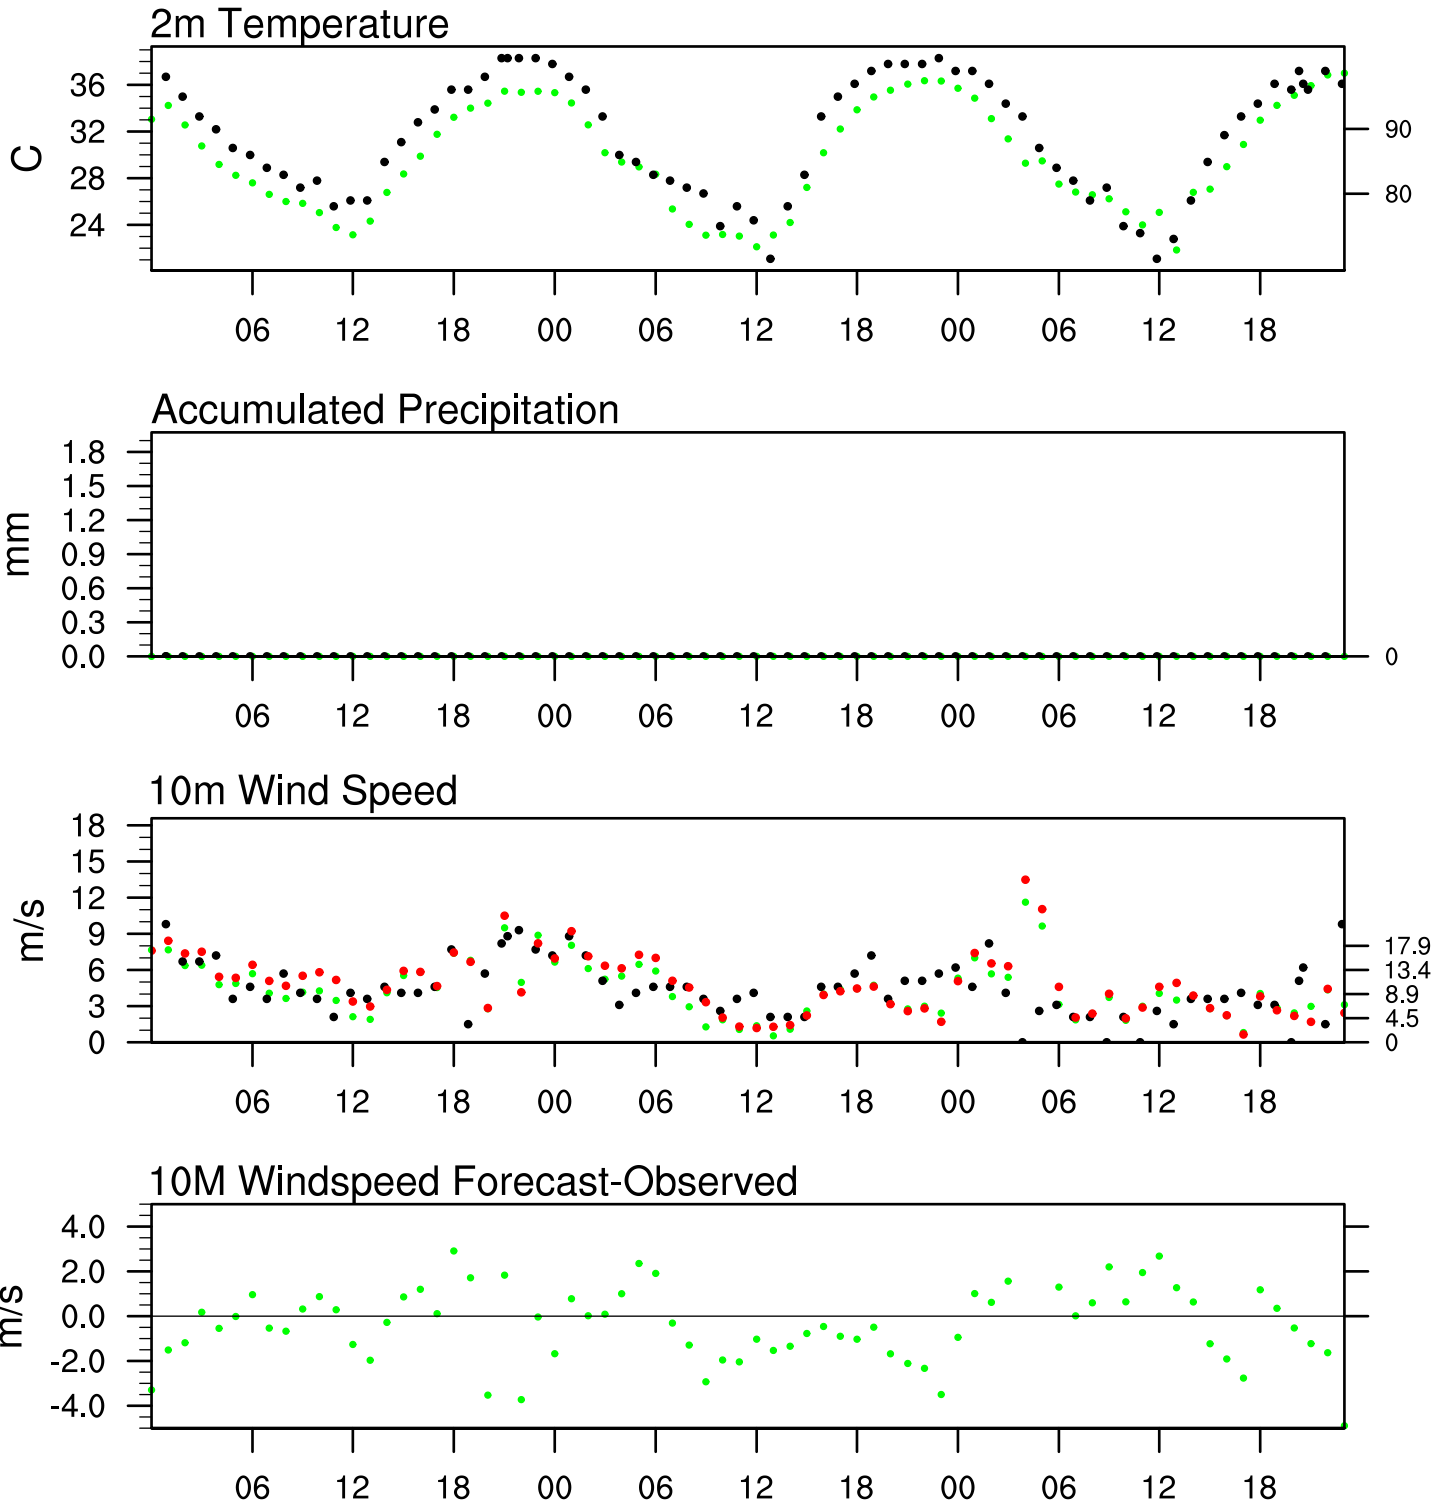 2m Temperature
36
32
28
24
C
90
80
06 12 18 00 06 12 18 00 06 12 18
Accumulated Precipitation
1.8
1.5
1.2
0.9
0.6
0.3
0.0
mm
0
06 12 18 00 06 12 18 00 06 12 18
10m Wind Speed
18
15
12
9
6
3
0
m/s
17.9
13.4
8.9
4.5
0
06 12 18 00 06 12 18 00 06 12 18
10M Windspeed Forecast-Observed
4.0
2.0
0.0
-2.0
-4.0
m/s
06 12 18 00 06 12 18 00 06 12 18